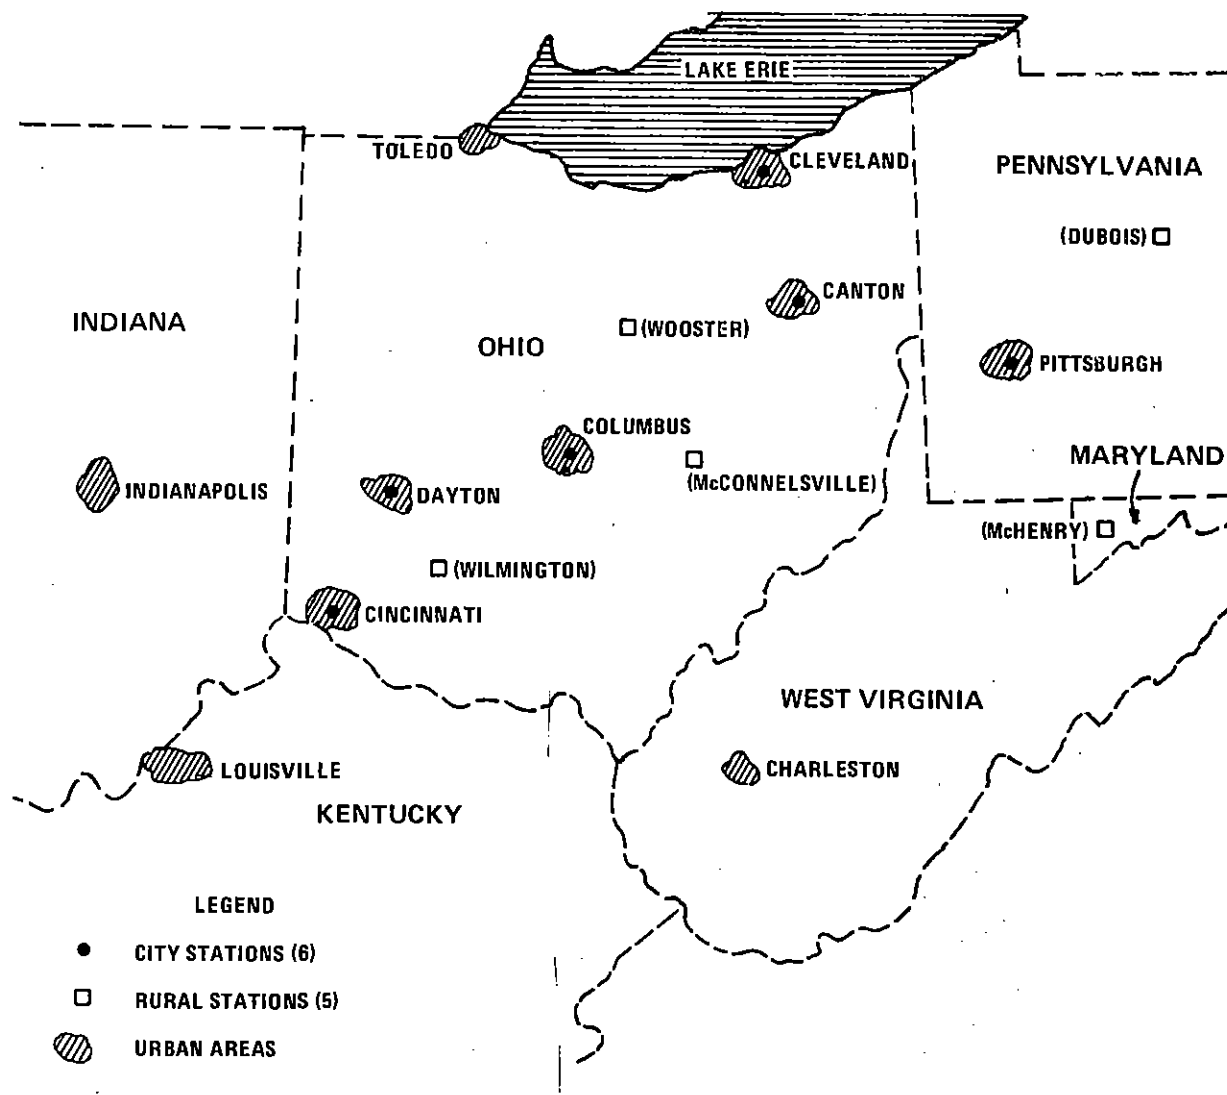 LAKE ERIE
TOLEDO
CLEVELAND
PENNSYLVANIA
(DUBOIS)
CANTON
INDIANA
(WOOSTER)
OHIO
PITTSBURGH
COLUMBUS
MARYLAND
(McCONNELSVILLE)
INDIANAPOLIS
DAYTON
(McHENRY)
(WILMINGTON)
CINCINNATI
WEST VIRGINIA
LOUISVILLE
CHARLESTON
KENTUCKY
LEGEND
CITY STATIONS (6)
RURAL STATIONS (5)
URBAN AREAS